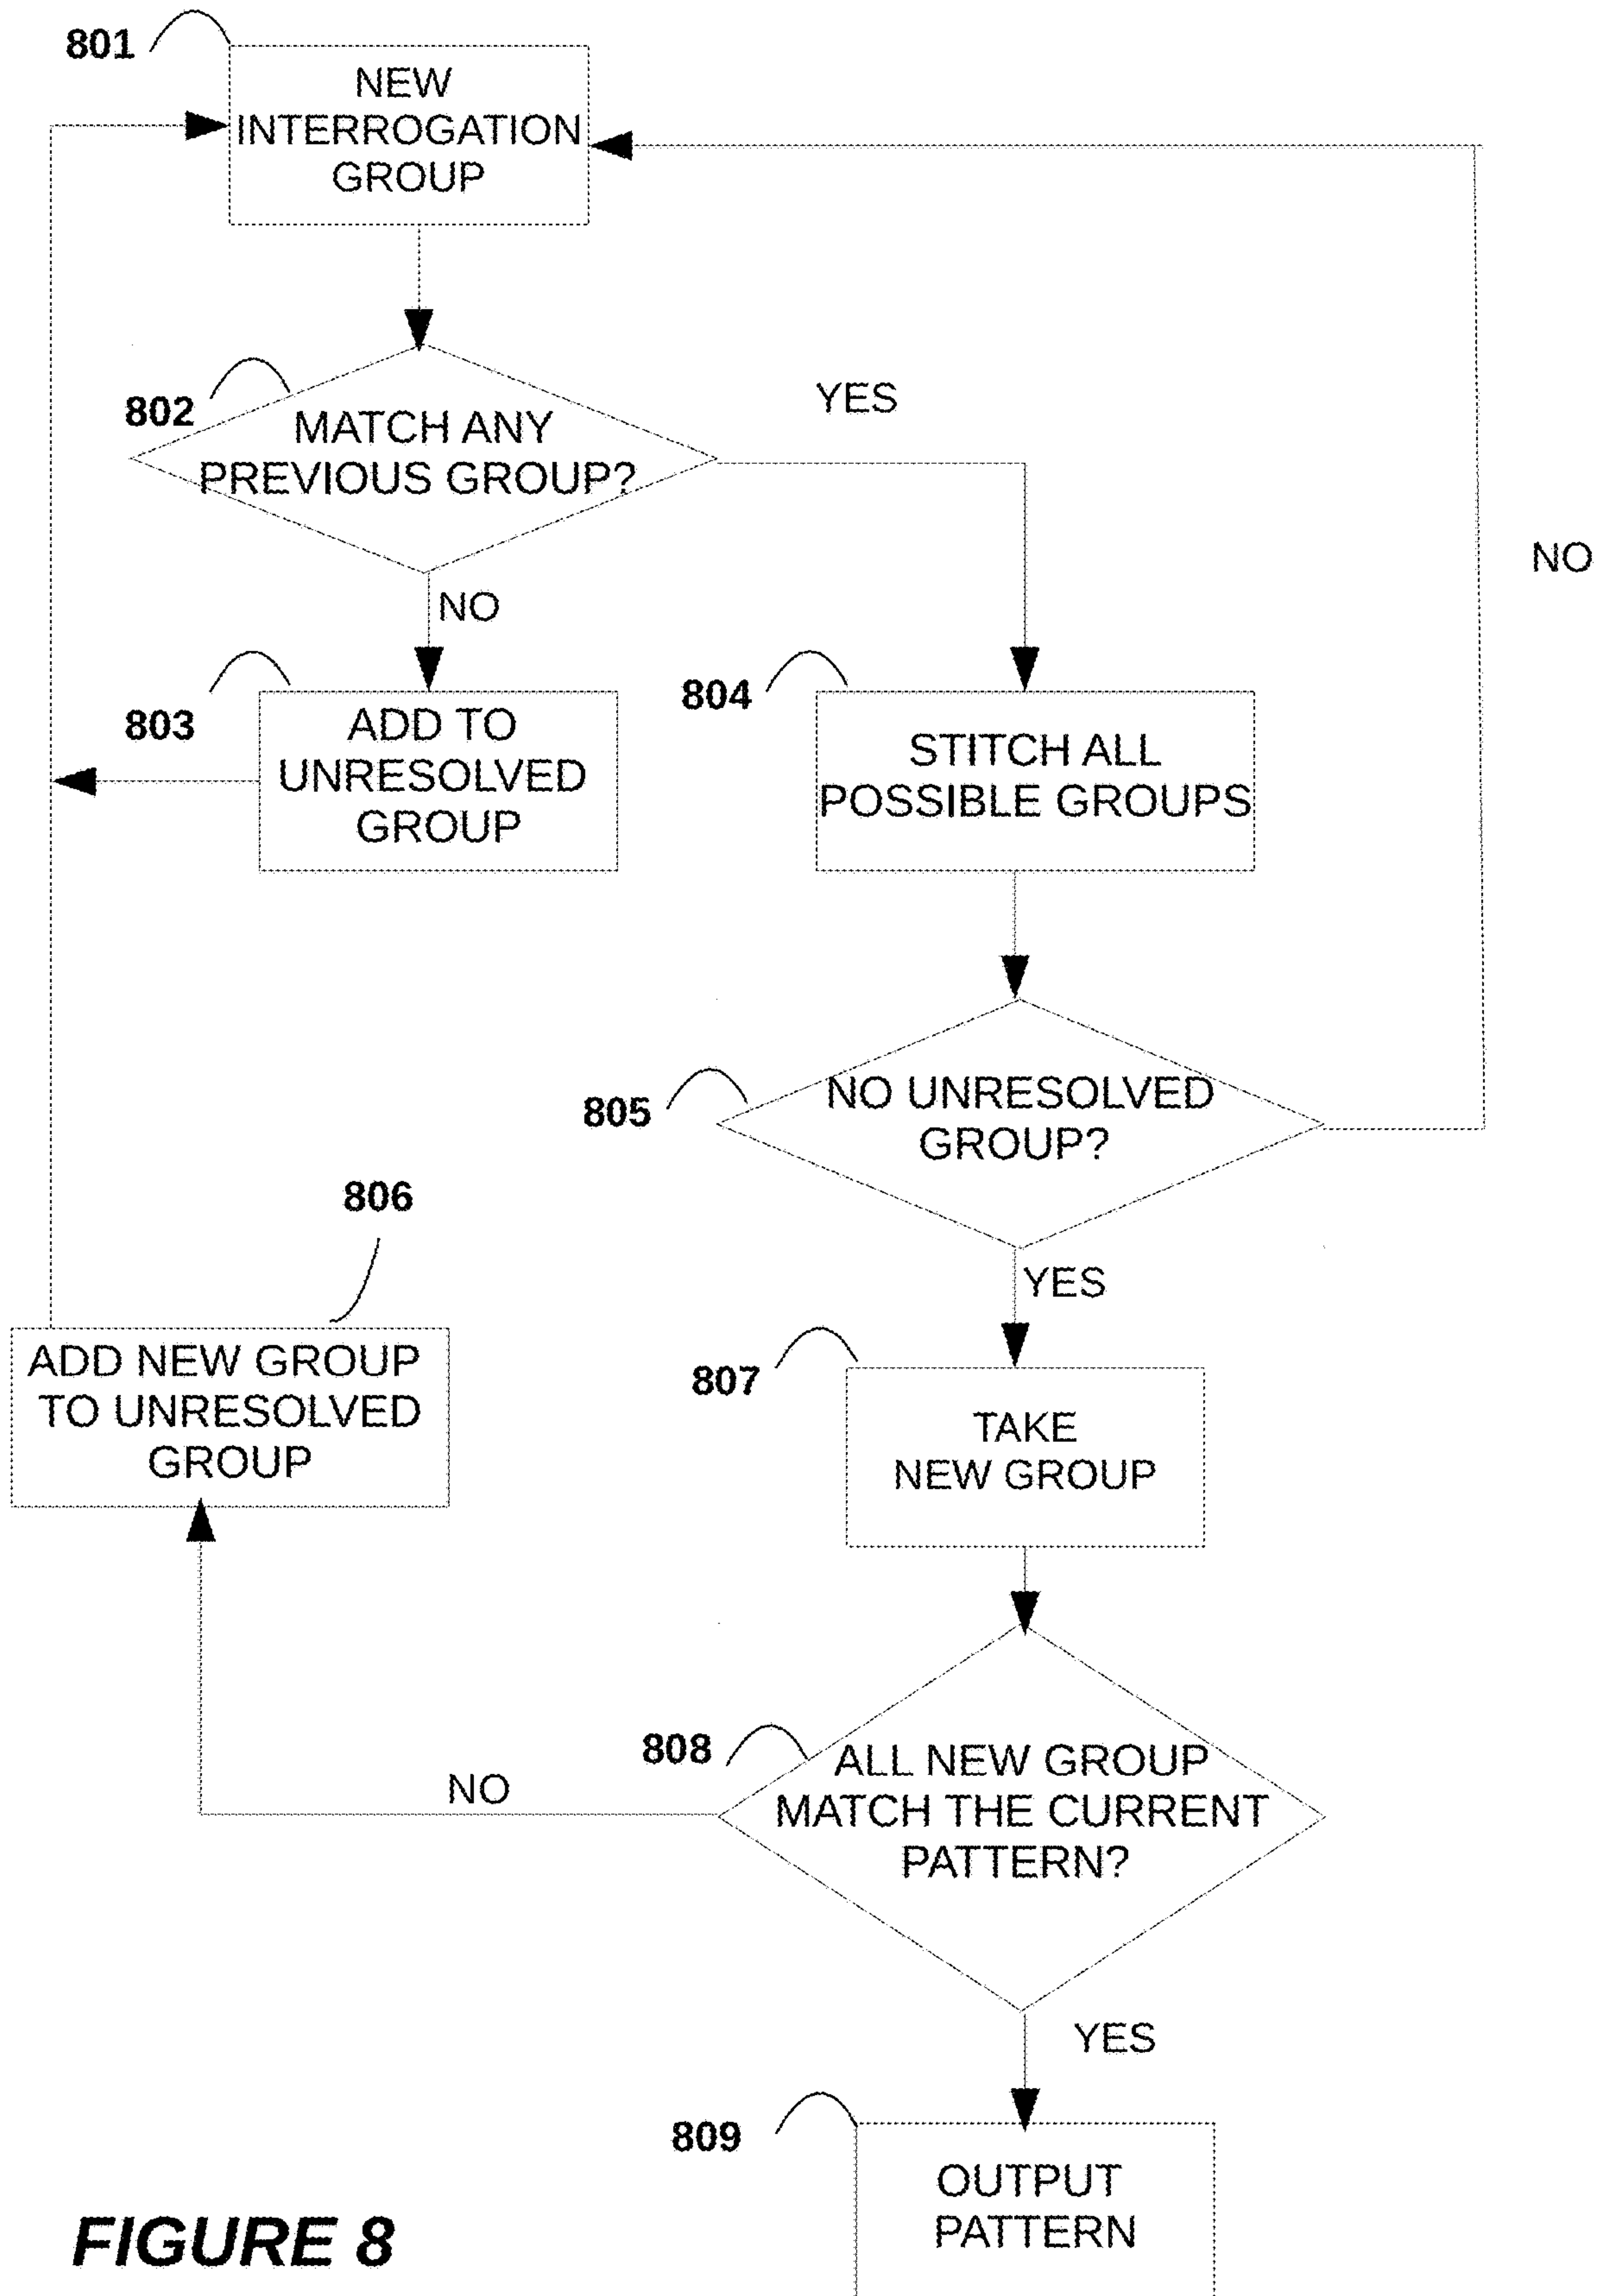 801
NEW
INTERROGATION
GROUP
802
MATCH ANY
PREVIOUS GROUP?
YES
NO
NO
803
ADD TO
UNRESOLVED
GROUP
804
STITCH ALL
POSSIBLE GROUPS
805
NO UNRESOLVED
GROUP?
YES
806
ADD NEW GROUP
TO UNRESOLVED
GROUP
807
TAKE
NEW GROUP
808
ALL NEW GROUP
MATCH THE CURRENT
PATTERN?
NO
YES
809
OUTPUT
PATTERN
FIGURE 8